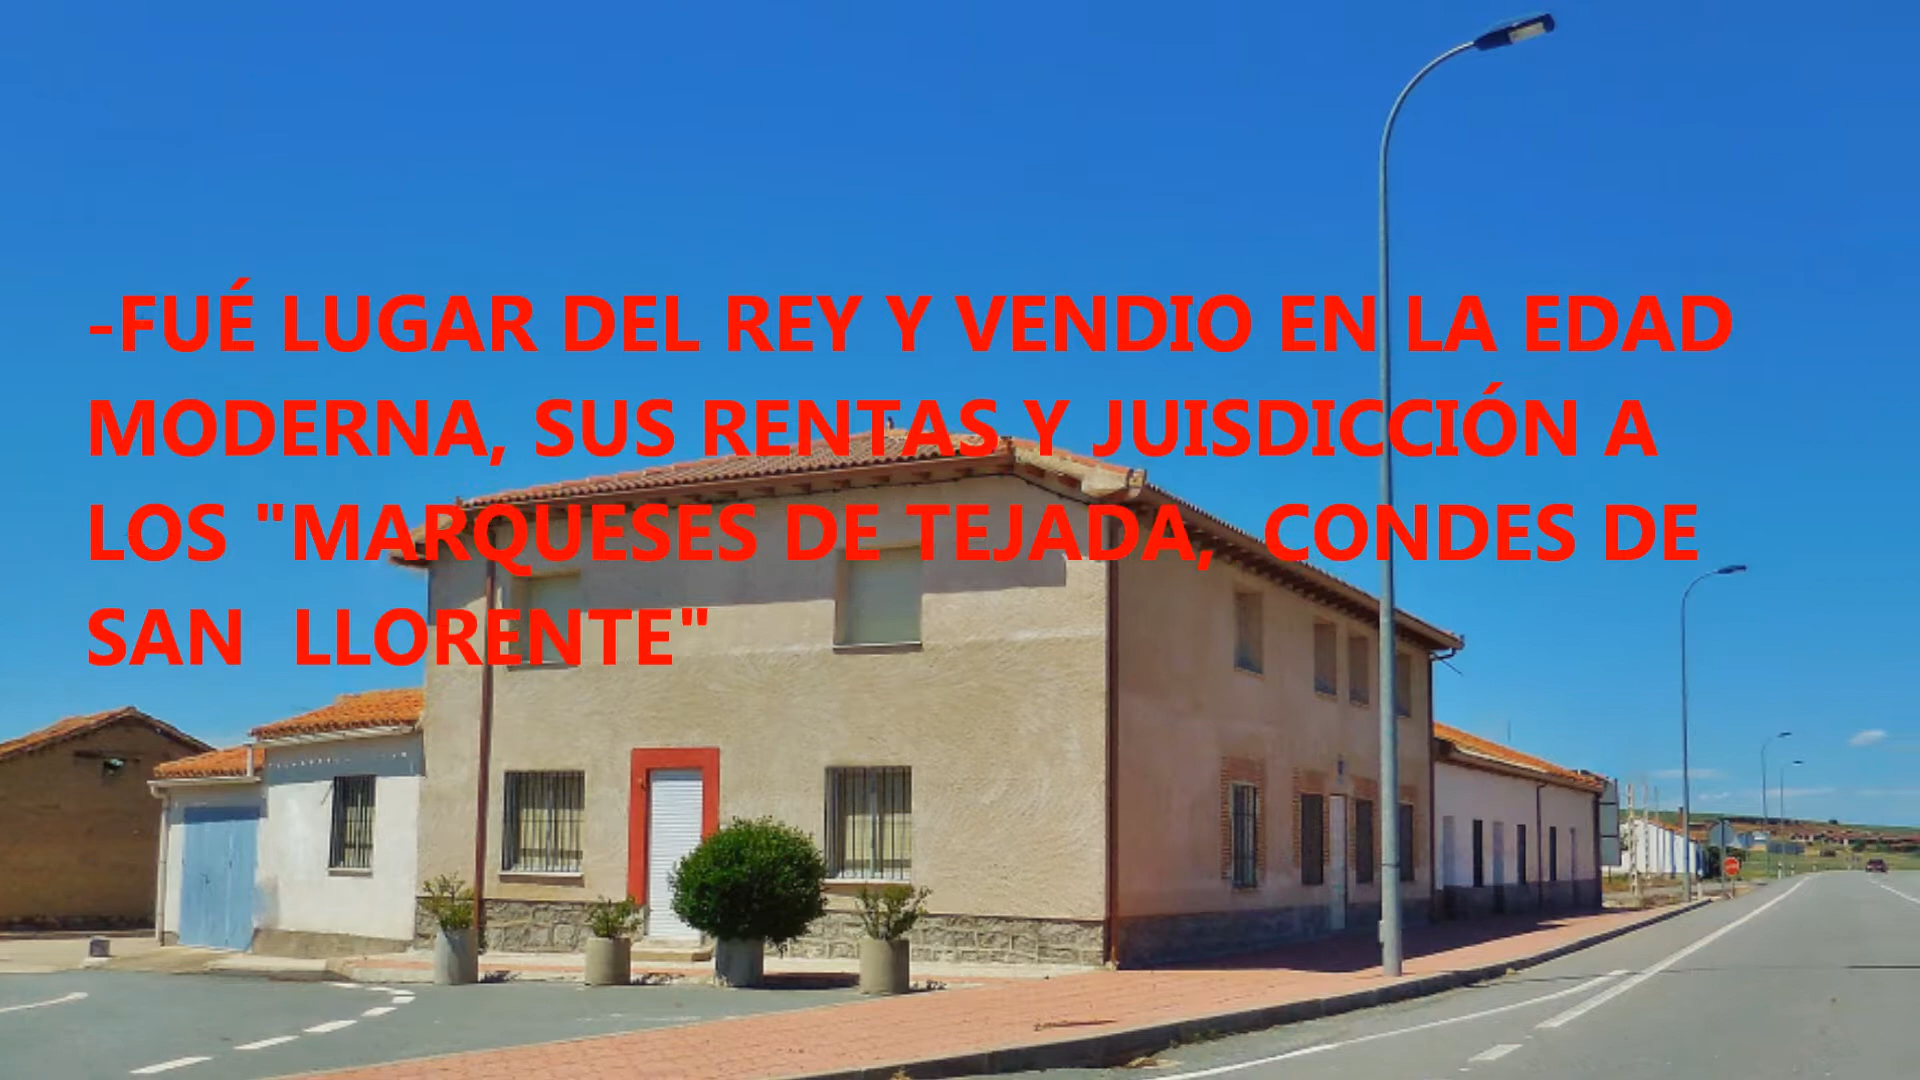 -FUÉ LUGAR DEL REY Y VENDIO EN LA EDAD
MODERNA, SUS RENTAS Y JUISDICCIÓN A
LOS "MARQUESES DE TEJADA,  CONDES DE
SAN  LLORENTE"